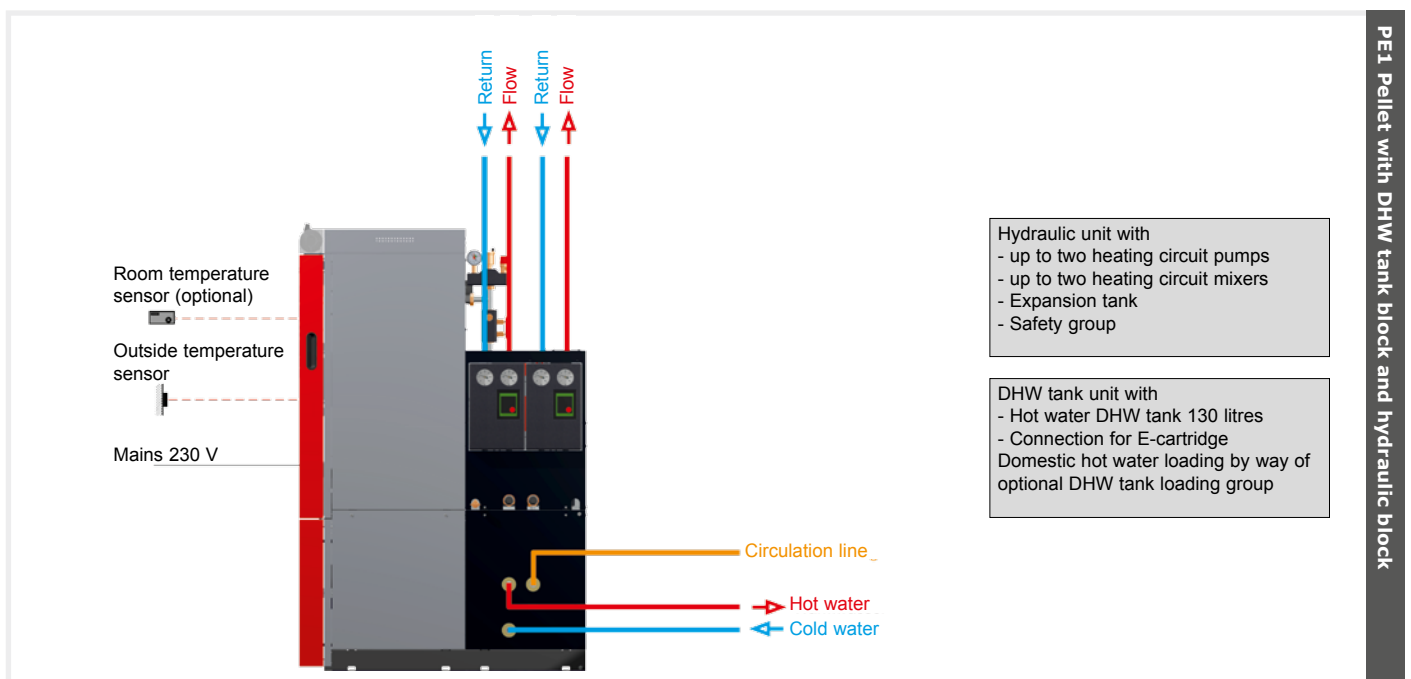 Return
Flow
Return
Flow
Room temperature
sensor (optional)
Outside temperature
sensor
Mains 230 V
Circulation line
Hot water
Cold water
Hydraulic unit with
- up to two heating circuit pumps
- up to two heating circuit mixers
- Expansion tank
- Safety group
DHW tank unit with
- Hot water DHW tank 130 litres
- Connection for E-cartridge
Domestic hot water loading by way of
optional DHW tank loading group
PE1 Pellet with DHW tank block and hydraulic block